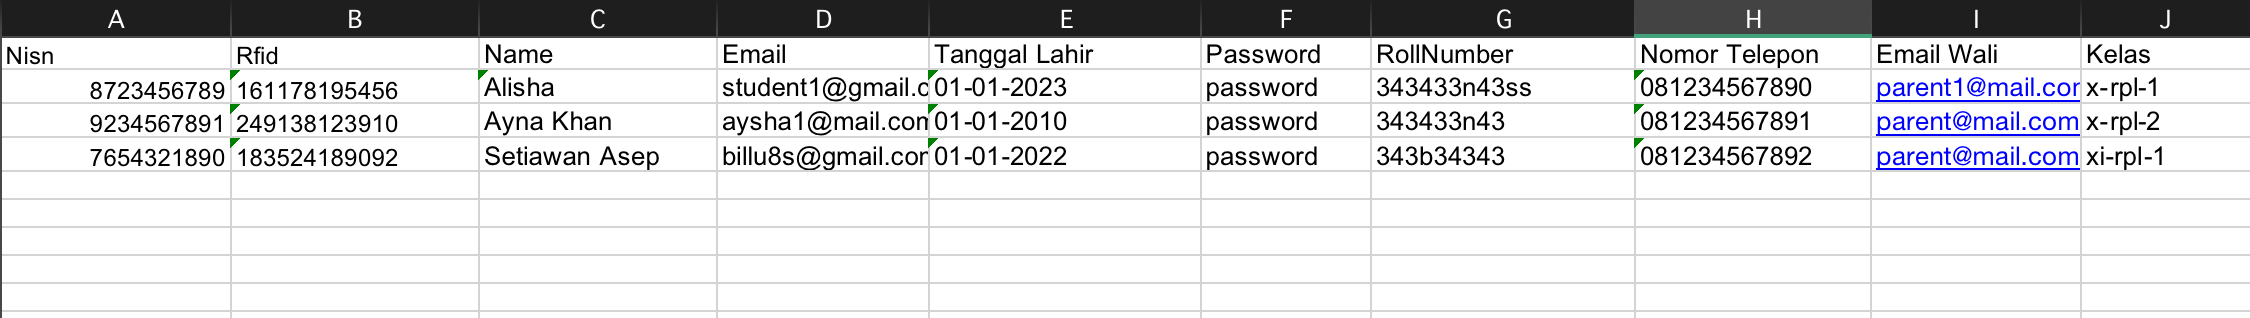 A B C D E F G H I J
Nisn Rfid Name Email Tanggal Lahir Password RollNumber Nomor Telepon Email Wali Kelas
8723456789 161178195456 Alisha student1@gmail.c 01-01-2023 password 343433n43ss 081234567890 parent1@mail.cor x-rpl-1
9234567891 249138123910 Ayna Khan aysha1@mail.con 01-01-2010 password 343433n43 081234567891 parent@mail.com x-rpl-2
7654321890 183524189092 Setiawan Asep billu8s@gmail.cor 01-01-2022 password 343b34343 081234567892 parent@mail.com xi-rpl-1